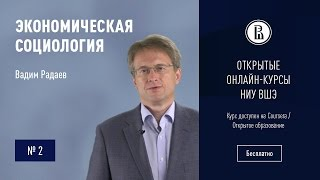 ЭКОНОМИЧЕСКАЯ
СОЦИОЛОГИЯ
Вадим Радаев
№ 2
ОТКРЫТЫЕ
ОНЛАЙН-КУРСЫ
НИУ ВШЭ
Курс доступен на Coursera /
Открытое образование
Бесплатно